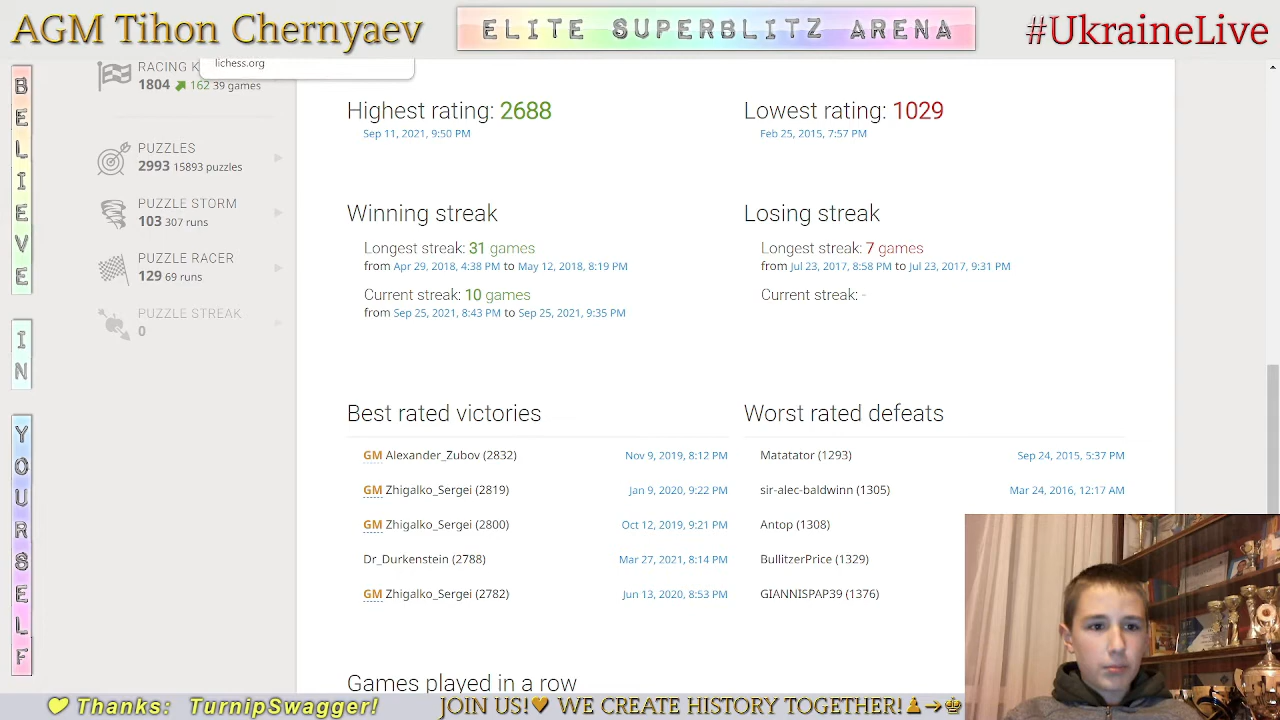 AGM Tihon Chernyaev
ELITE SUPERBLITZ ARENA
#UkraineLive
BELIEVE
IN
YOURSELF
RACING K
1804 162 39 games
lichess.org
PUZZLES
2993 15893 puzzles
PUZZLE STORM
103 307 runs
PUZZLE RACER
129 69 runs
PUZZLE STREAK
0
Highest rating: 2688
Sep 11, 2021, 9:50 PM
Lowest rating: 1029
Feb 25, 2015, 7:57 PM
Winning streak
Longest streak: 31 games
from Apr 29, 2018, 4:38 PM to May 12, 2018, 8:19 PM
Current streak: 10 games
from Sep 25, 2021, 8:43 PM to Sep 25, 2021, 9:35 PM
Losing streak
Longest streak: 7 games
from Jul 23, 2017, 8:58 PM to Jul 23, 2017, 9:31 PM
Current streak: -
Best rated victories
GM Alexander_Zubov (2832) Nov 9, 2019, 8:12 PM
GM Zhigalko_Sergei (2819) Jan 9, 2020, 9:22 PM
GM Zhigalko_Sergei (2800) Oct 12, 2019, 9:21 PM
Dr_Durkenstein (2788) Mar 27, 2021, 8:14 PM
GM Zhigalko_Sergei (2782) Jun 13, 2020, 8:53 PM
Worst rated defeats
Matatator (1293) Sep 24, 2015, 5:37 PM
sir-alec-baldwinn (1305) Mar 24, 2016, 12:17 AM
Antop (1308)
BullitzerPrice (1329)
GIANNISPAP39 (1376)
Games played in a row
Thanks: TurnipSwagger!
JOIN US! WE CREATE HISTORY TOGETHER!